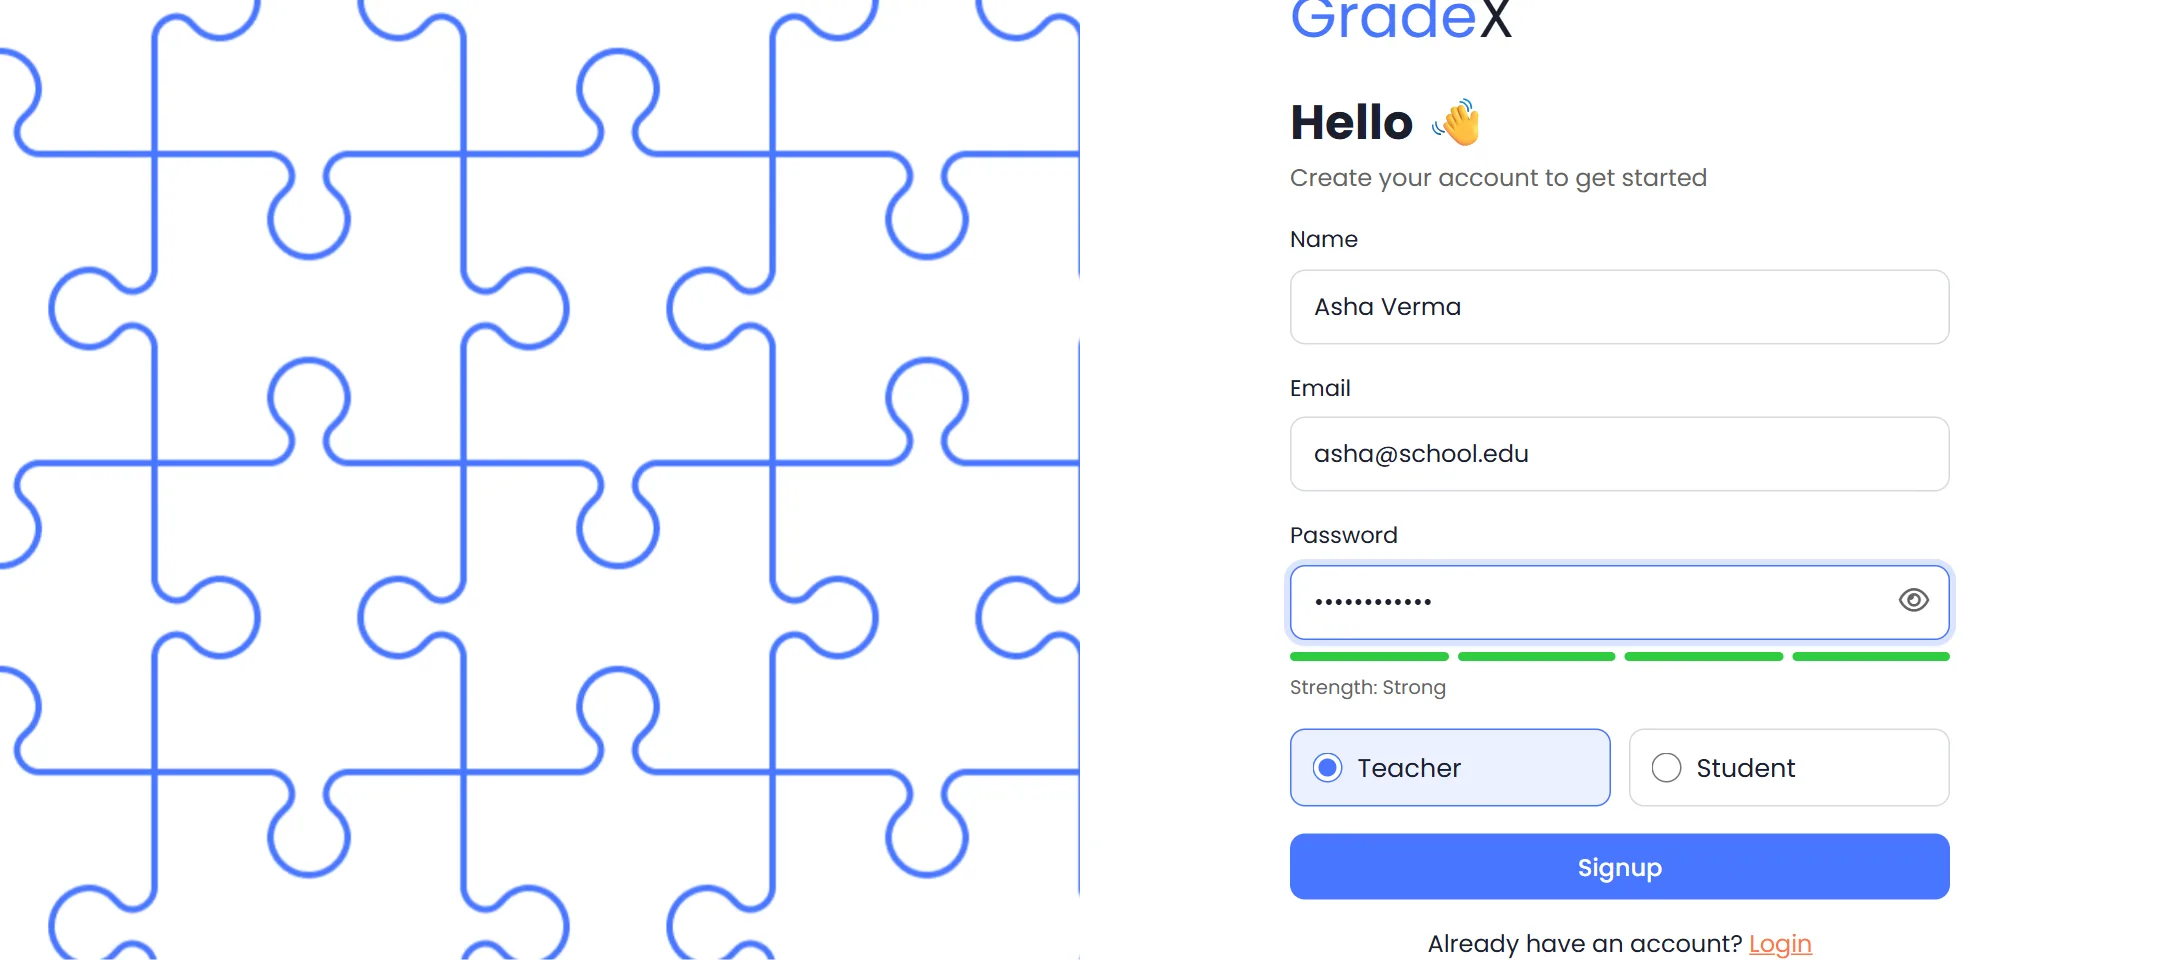 GradeX
Hello 👋
Create your account to get started
Name
Asha Verma
Email
asha@school.edu
Password
••••••••••••
Strength: Strong
Teacher
Student
Signup
Already have an account? Login